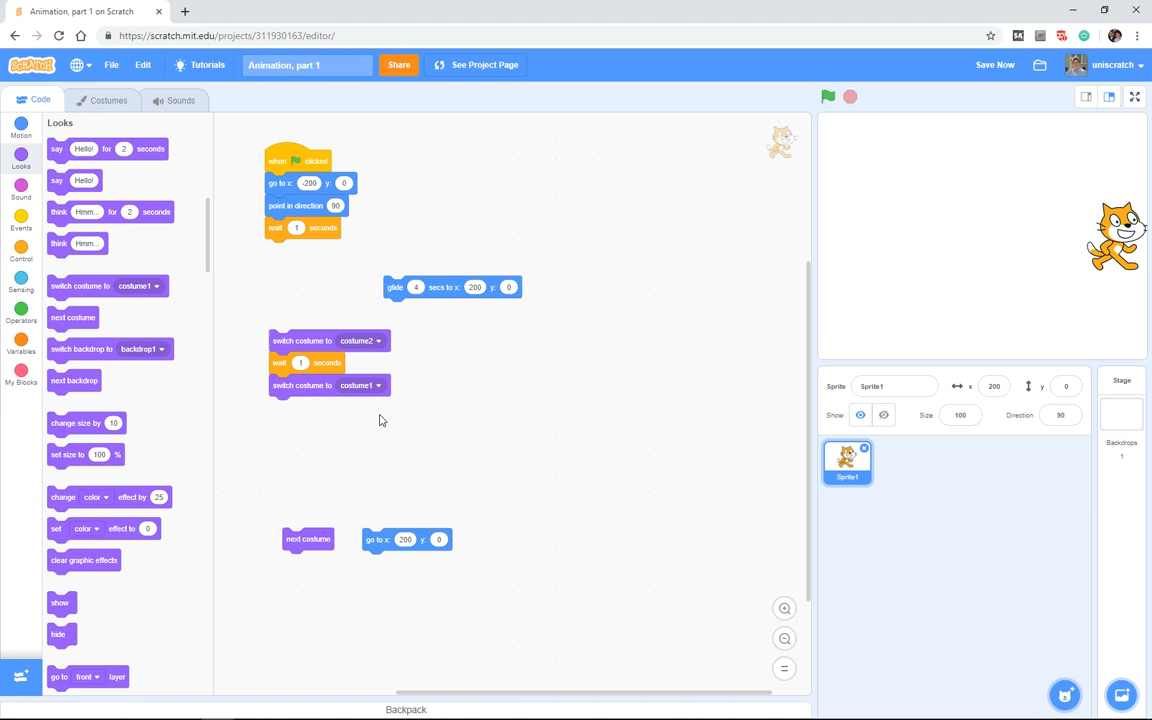 Animation, part 1 on Scratch
https://scratch.mit.edu/projects/311930163/editor/
SCRATCH
File
Edit
Tutorials
Animation, part 1
Share
See Project Page
Save Now
uniscratch
Code
Costumes
Sounds
Motion
Looks
Sound
Events
Control
Sensing
Operators
Variables
My Blocks
Looks
say Hello! for 2 seconds
say Hello!
think Hmm... for 2 seconds
think Hmm...
switch costume to costume1
next costume
switch backdrop to backdrop1
next backdrop
change size by 10
set size to 100 %
change color effect by 25
set color effect to 0
clear graphic effects
show
hide
go to front layer
when clicked
go to x: -200 y: 0
point in direction 90
wait 1 seconds
glide 4 secs to x: 200 y: 0
switch costume to costume2
wait 1 seconds
switch costume to costume1
next costume
go to x: 200 y: 0
Backpack
Sprite Sprite1 x 200 y 0
Show Size 100 Direction 90
Sprite1
Stage
Backdrops
1